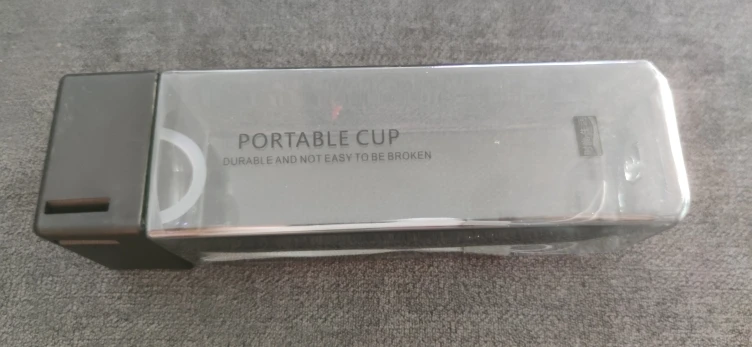 PORTABLE CUP
DURABLE AND NOT EASY TO BE BROKEN